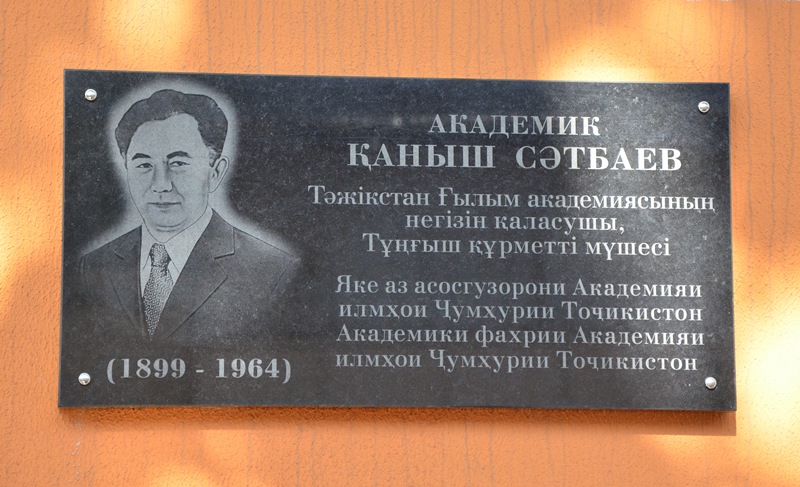 АКАДЕМИК
ҚАНЫШ СӘТБАЕВ
Тәжікстан Ғылым академиясының
негізін қаласушы,
Тұңғыш құрметті мүшесі
Яке аз асосгузорони Академияи
илмҳои Ҷумҳурии Тоҷикистон
Академики фахрии Академияи
илмҳои Ҷумҳурии Тоҷикистон
(1899 - 1964)